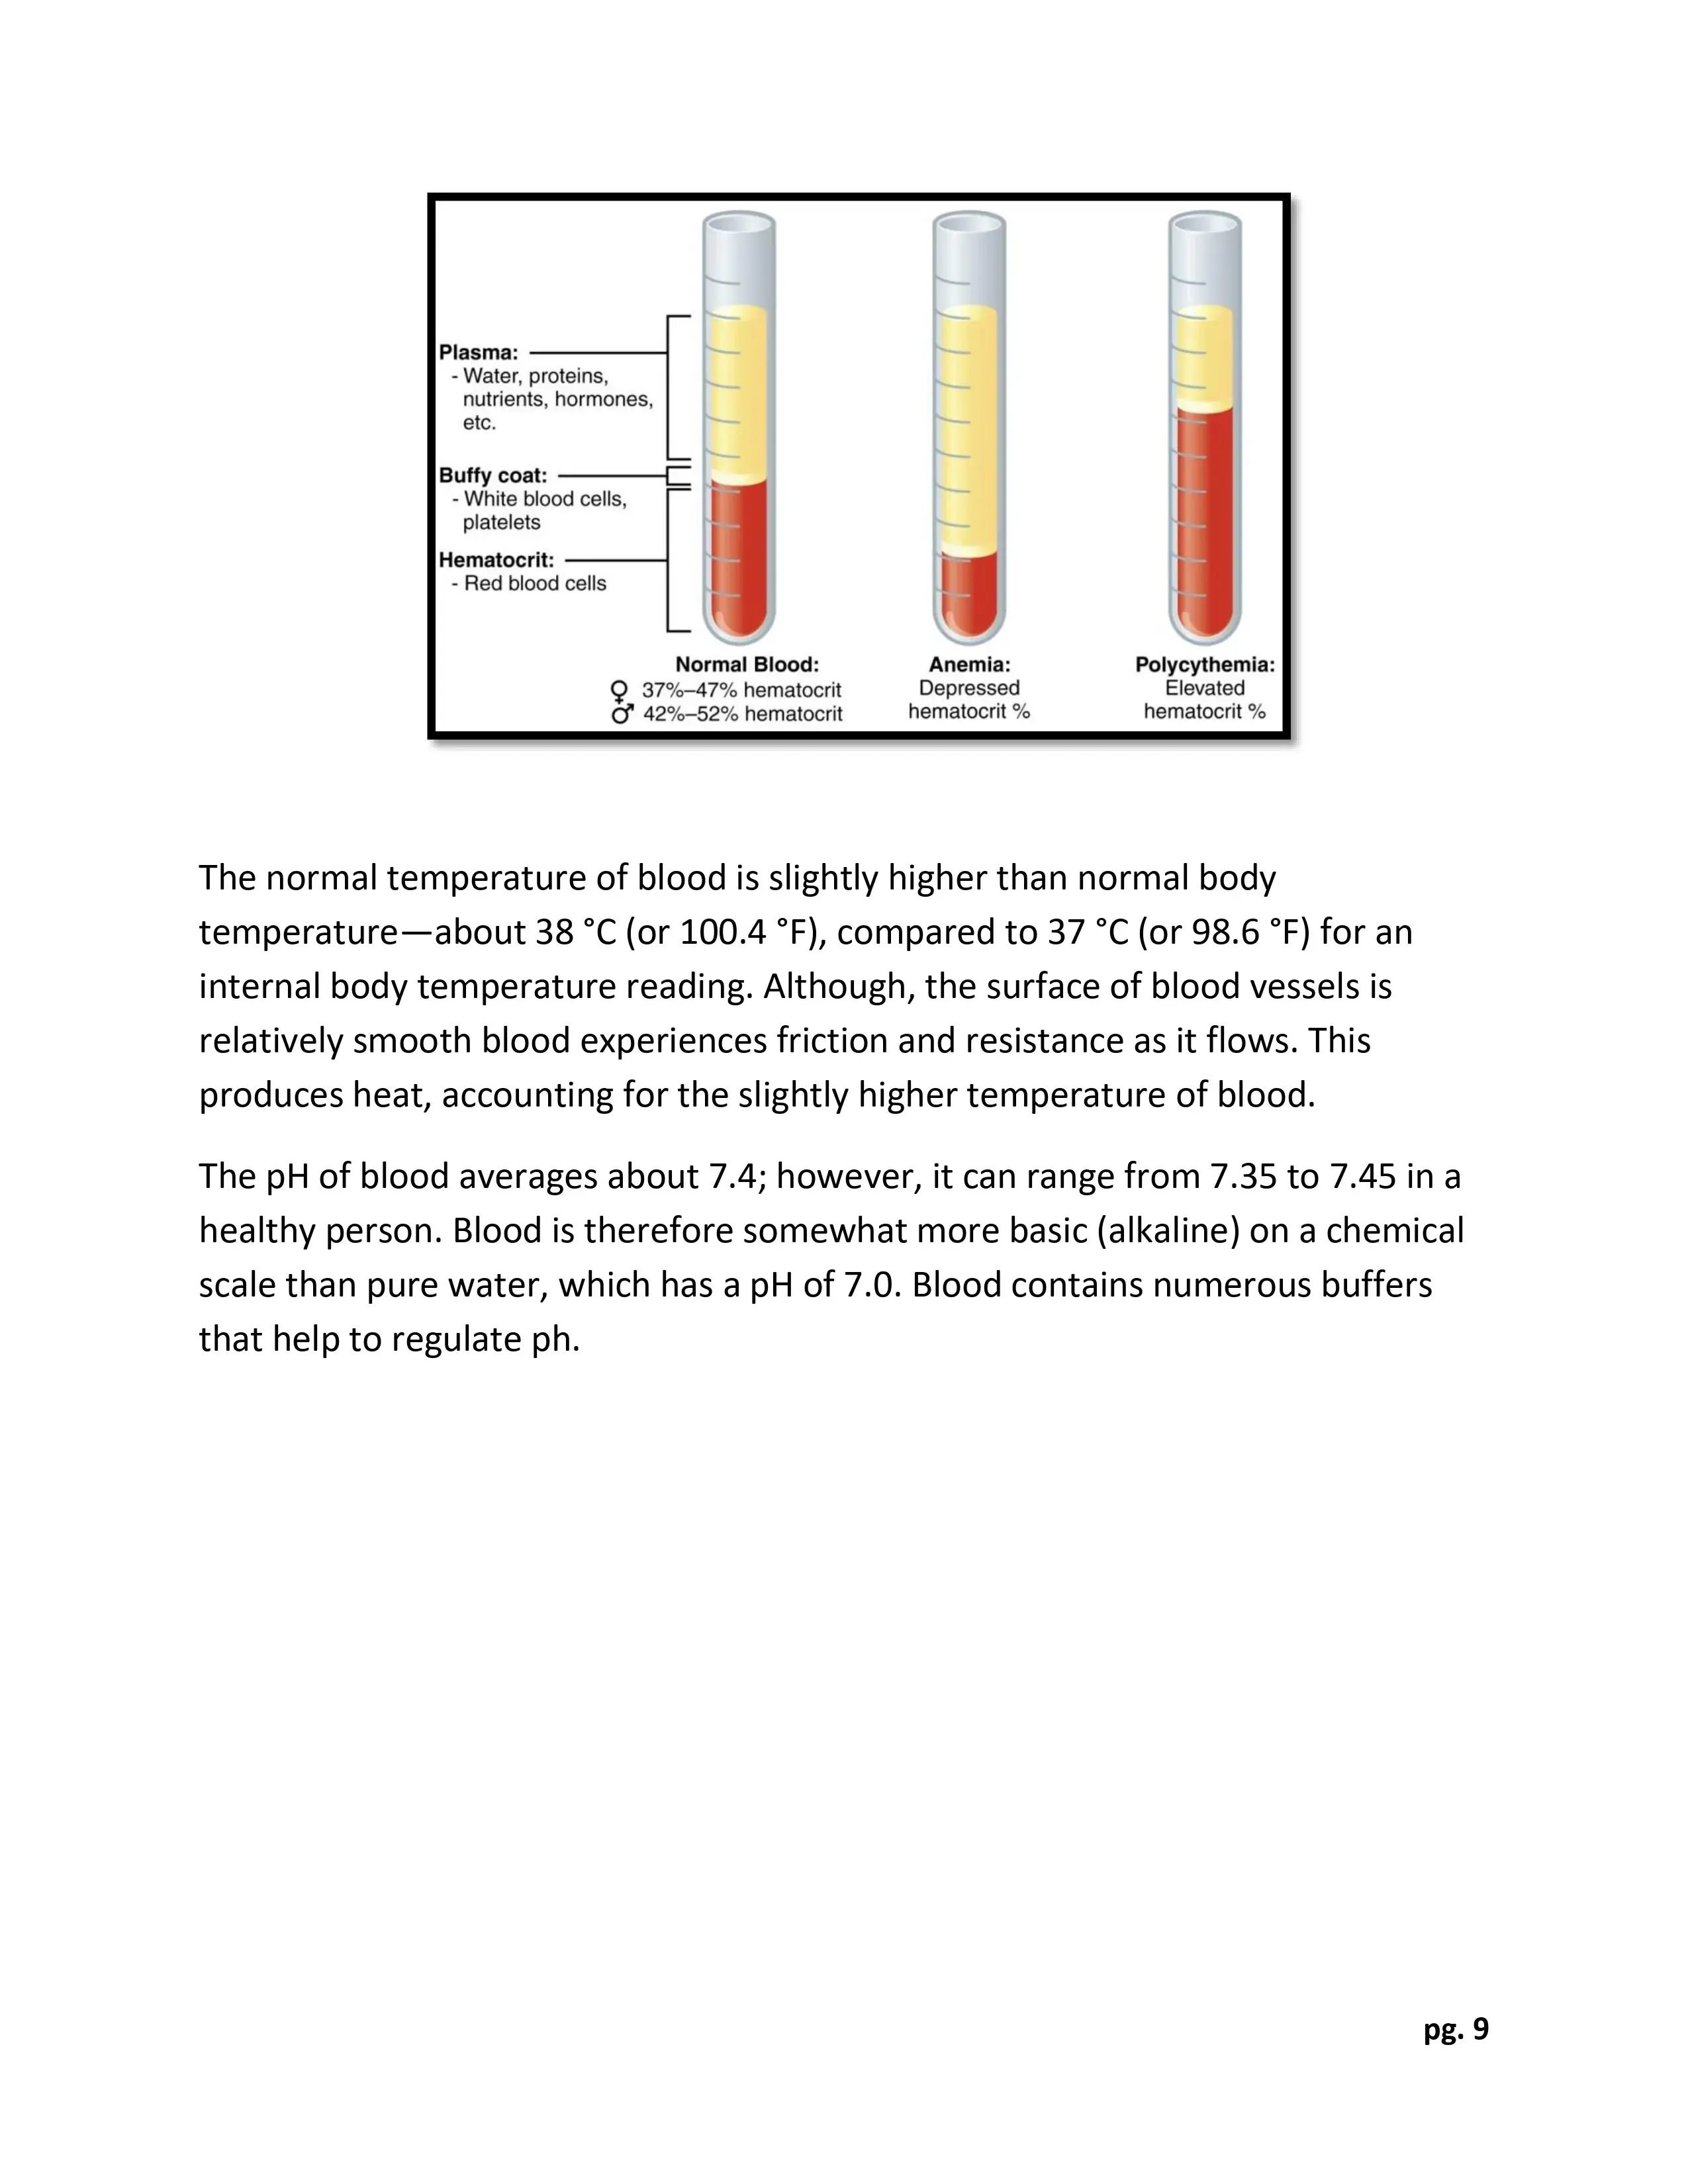 Plasma:
- Water, proteins,
nutrients, hormones,
etc.
Buffy coat:
- White blood cells,
platelets
Hematocrit:
- Red blood cells
Normal Blood:
♀ 37%–47% hematocrit
♂ 42%–52% hematocrit
Anemia:
Depressed
hematocrit %
Polycythemia:
Elevated
hematocrit %
The normal temperature of blood is slightly higher than normal body
temperature—about 38 °C (or 100.4 °F), compared to 37 °C (or 98.6 °F) for an
internal body temperature reading. Although, the surface of blood vessels is
relatively smooth blood experiences friction and resistance as it flows. This
produces heat, accounting for the slightly higher temperature of blood.
The pH of blood averages about 7.4; however, it can range from 7.35 to 7.45 in a
healthy person. Blood is therefore somewhat more basic (alkaline) on a chemical
scale than pure water, which has a pH of 7.0. Blood contains numerous buffers
that help to regulate ph.
pg. 9